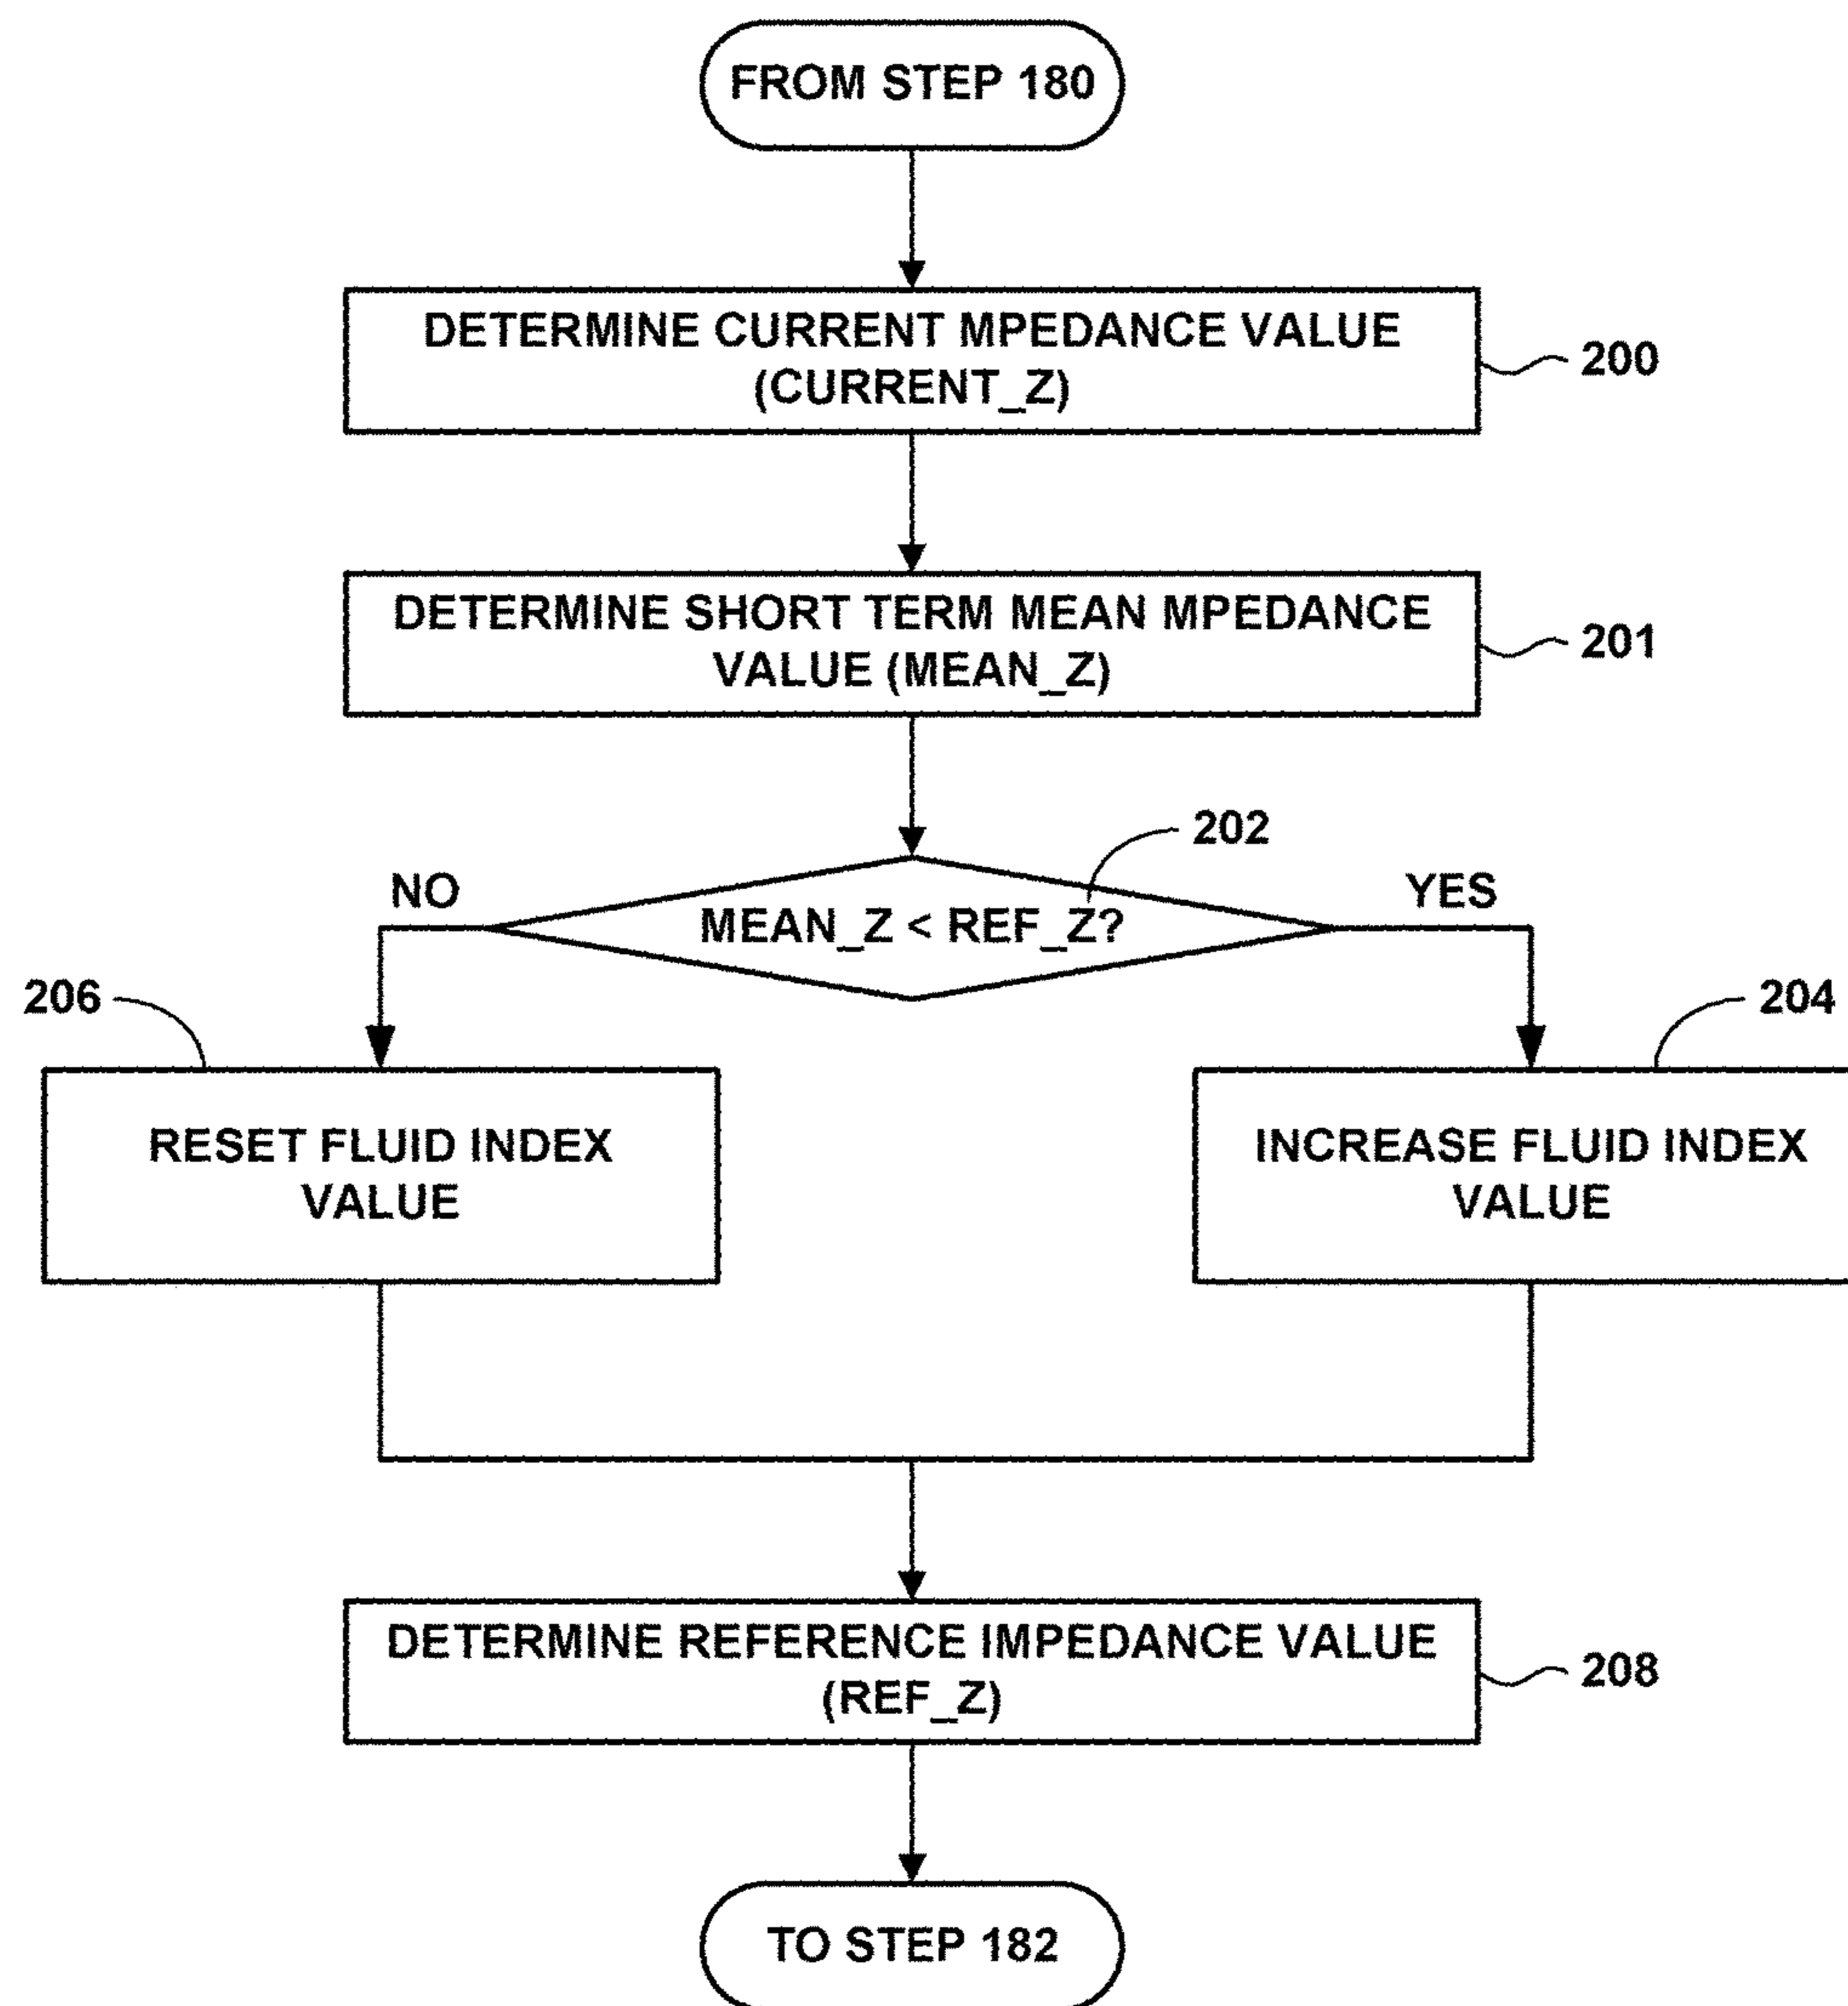 FROM STEP 180
DETERMINE CURRENT MPEDANCE VALUE
(CURRENT_Z)
200
DETERMINE SHORT TERM MEAN MPEDANCE
VALUE (MEAN_Z)
201
202
NO
MEAN_Z < REF_Z?
YES
206
204
RESET FLUID INDEX
VALUE
INCREASE FLUID INDEX
VALUE
DETERMINE REFERENCE IMPEDANCE VALUE
(REF_Z)
208
TO STEP 182